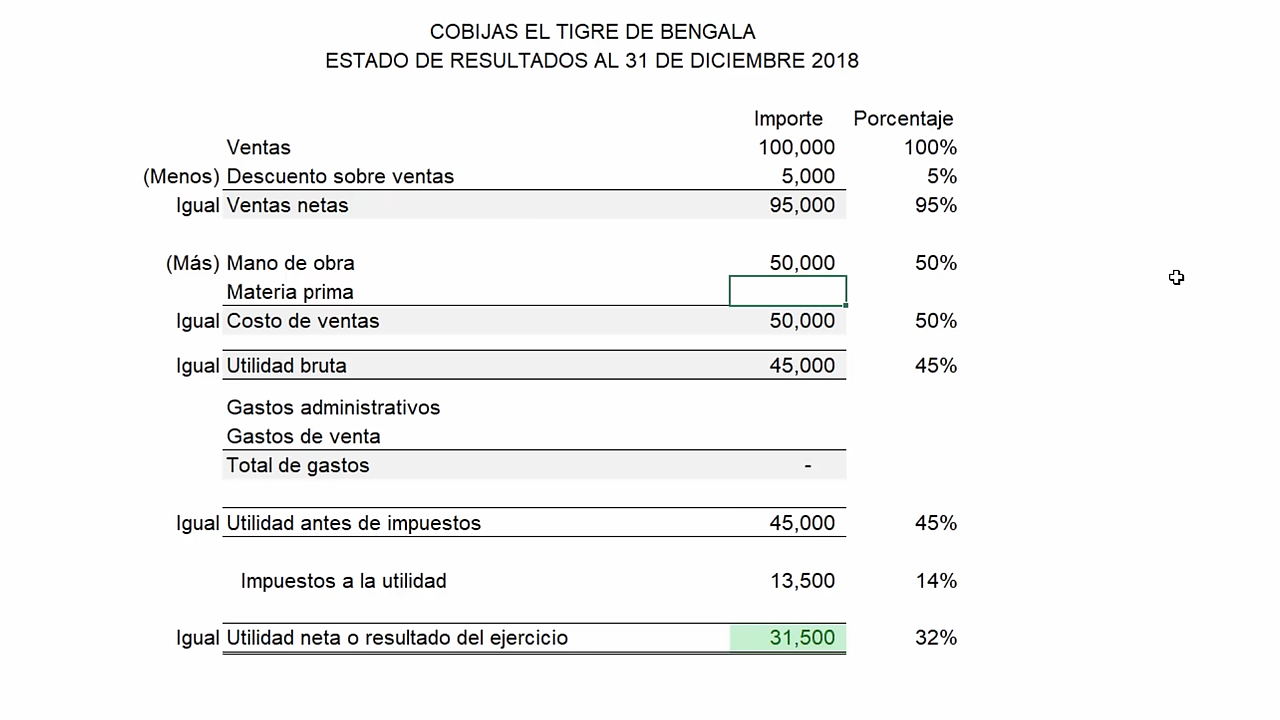 COBIJAS EL TIGRE DE BENGALA
ESTADO DE RESULTADOS AL 31 DE DICIEMBRE 2018
Importe Porcentaje
Ventas 100,000 100%
(Menos) Descuento sobre ventas 5,000 5%
Igual Ventas netas 95,000 95%
(Más) Mano de obra 50,000 50%
Materia prima
Igual Costo de ventas 50,000 50%
Igual Utilidad bruta 45,000 45%
Gastos administrativos
Gastos de venta
Total de gastos -
Igual Utilidad antes de impuestos 45,000 45%
Impuestos a la utilidad 13,500 14%
Igual Utilidad neta o resultado del ejercicio 31,500 32%